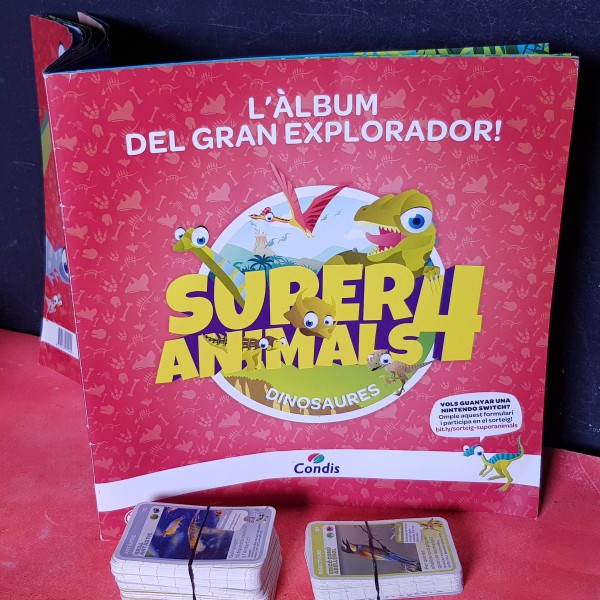 L'ÀLBUM
DEL GRAN EXPLORADOR!
SUPER
ANIMALS 4
DINOSAURES
VOLS GUANYAR UNA
NINTENDO SWITCH?
Omple aquest formulari
i participa en el sorteig!
bit.ly/sorteig-superanimals
Condis